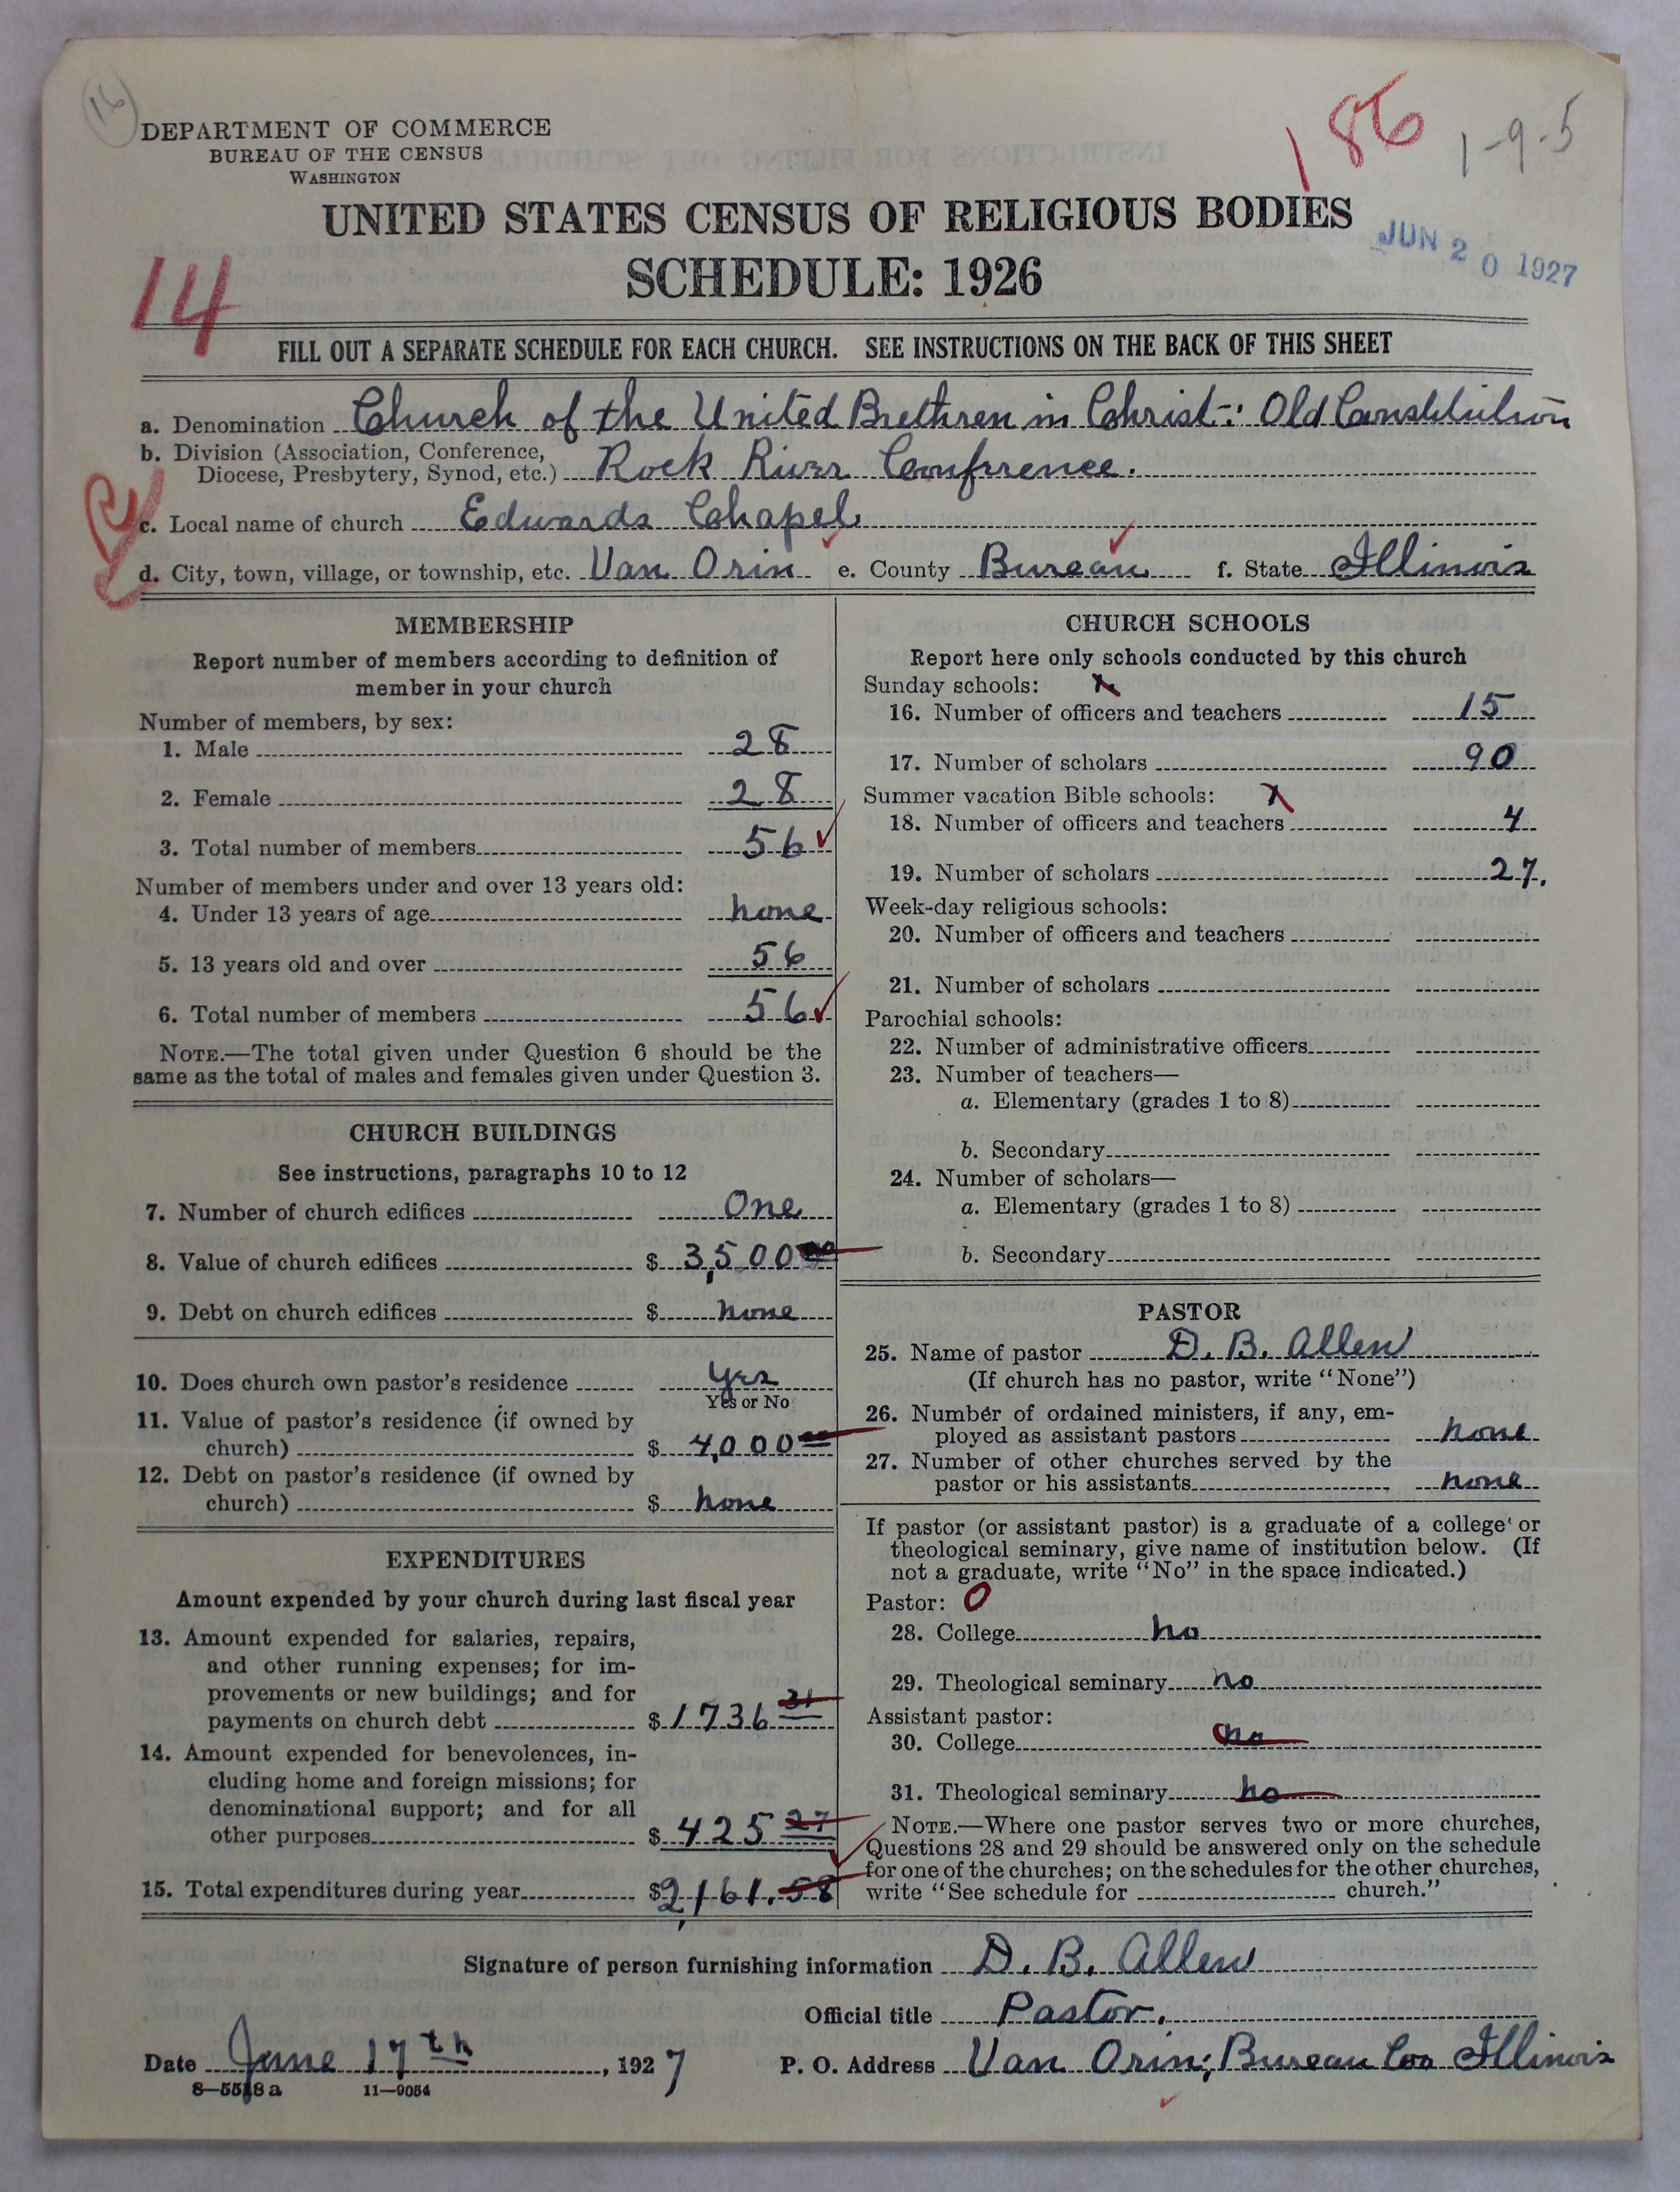 16
DEPARTMENT OF COMMERCE
BUREAU OF THE CENSUS
WASHINGTON
186
1-9-5
UNITED STATES CENSUS OF RELIGIOUS BODIES
SCHEDULE: 1926
JUN 20 1927
14
FILL OUT A SEPARATE SCHEDULE FOR EACH CHURCH. SEE INSTRUCTIONS ON THE BACK OF THIS SHEET
a. Denomination Church of the United Brethren in Christ: Old Constitution
b. Division (Association, Conference,
Diocese, Presbytery, Synod, etc.) Rock River Conference.
c. Local name of church Edwards Chapel
d. City, town, village, or township, etc. Van Orin e. County Bureau f. State Illinois
MEMBERSHIP
Report number of members according to definition of
member in your church
Number of members, by sex:
1. Male 28
2. Female 28
3. Total number of members 56
Number of members under and over 13 years old:
4. Under 13 years of age none
5. 13 years old and over 56
6. Total number of members 56
NOTE.—The total given under Question 6 should be the
same as the total of males and females given under Question 3.
CHURCH BUILDINGS
See instructions, paragraphs 10 to 12
7. Number of church edifices One
8. Value of church edifices $ 3,500 00
9. Debt on church edifices $ none
10. Does church own pastor's residence yes
Yes or No
11. Value of pastor's residence (if owned by
church) $ 4,000 00
12. Debt on pastor's residence (if owned by
church) $ none
EXPENDITURES
Amount expended by your church during last fiscal year
13. Amount expended for salaries, repairs,
and other running expenses; for im-
provements or new buildings; and for
payments on church debt $ 1736 31
14. Amount expended for benevolences, in-
cluding home and foreign missions; for
denominational support; and for all
other purposes $ 425 27
15. Total expenditures during year $ 2,161.58
CHURCH SCHOOLS
Report here only schools conducted by this church
Sunday schools: x
16. Number of officers and teachers 15
17. Number of scholars 90
Summer vacation Bible schools: x
18. Number of officers and teachers 4
19. Number of scholars 27.
Week-day religious schools:
20. Number of officers and teachers
21. Number of scholars
Parochial schools:
22. Number of administrative officers
23. Number of teachers—
a. Elementary (grades 1 to 8)
b. Secondary
24. Number of scholars—
a. Elementary (grades 1 to 8)
b. Secondary
PASTOR
25. Name of pastor D. B. Allen
(If church has no pastor, write "None")
26. Number of ordained ministers, if any, em-
ployed as assistant pastors none
27. Number of other churches served by the
pastor or his assistants none
If pastor (or assistant pastor) is a graduate of a college or
theological seminary, give name of institution below. (If
not a graduate, write "No" in the space indicated.)
Pastor: O
28. College no
29. Theological seminary no
Assistant pastor:
30. College no
31. Theological seminary no
NOTE.—Where one pastor serves two or more churches,
Questions 28 and 29 should be answered only on the schedule
for one of the churches; on the schedules for the other churches,
write "See schedule for church."
Signature of person furnishing information D. B. Allen
Official title Pastor.
Date June 17th, 1927 P. O. Address Van Orin; Bureau Co Illinois
8—5518a 11—9054